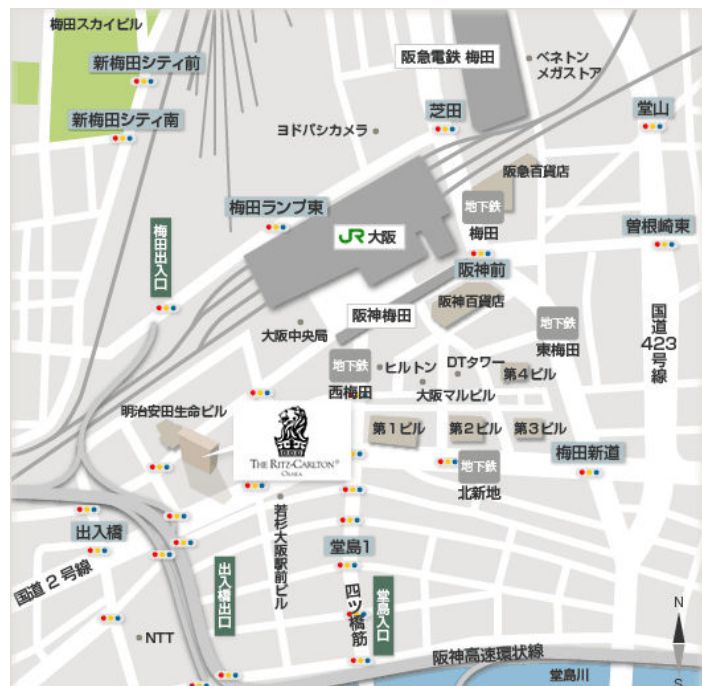 梅田スカイビル
新梅田シティ前
阪急電鉄 梅田
ベネトン
メガストア
新梅田シティ南
ヨドバシカメラ
芝田
堂山
阪急百貨店
梅田ランプ東
地下鉄
梅田
JR 大阪
曽根崎東
梅田出入口
阪神前
阪神百貨店
阪神梅田
国道423号線
大阪中央局
地下鉄
東梅田
地下鉄
西梅田
ヒルトン
DTタワー
第4ビル
大阪マルビル
明治安田生命ビル
THE RITZ-CARLTON®
OSAKA
第1ビル
第2ビル
第3ビル
梅田新道
地下鉄
北新地
若杉大阪駅前ビル
出入橋
堂島1
国道2号線
出入橋出口
四ツ橋筋
堂島入口
NTT
N
阪神高速環状線
堂島川
S